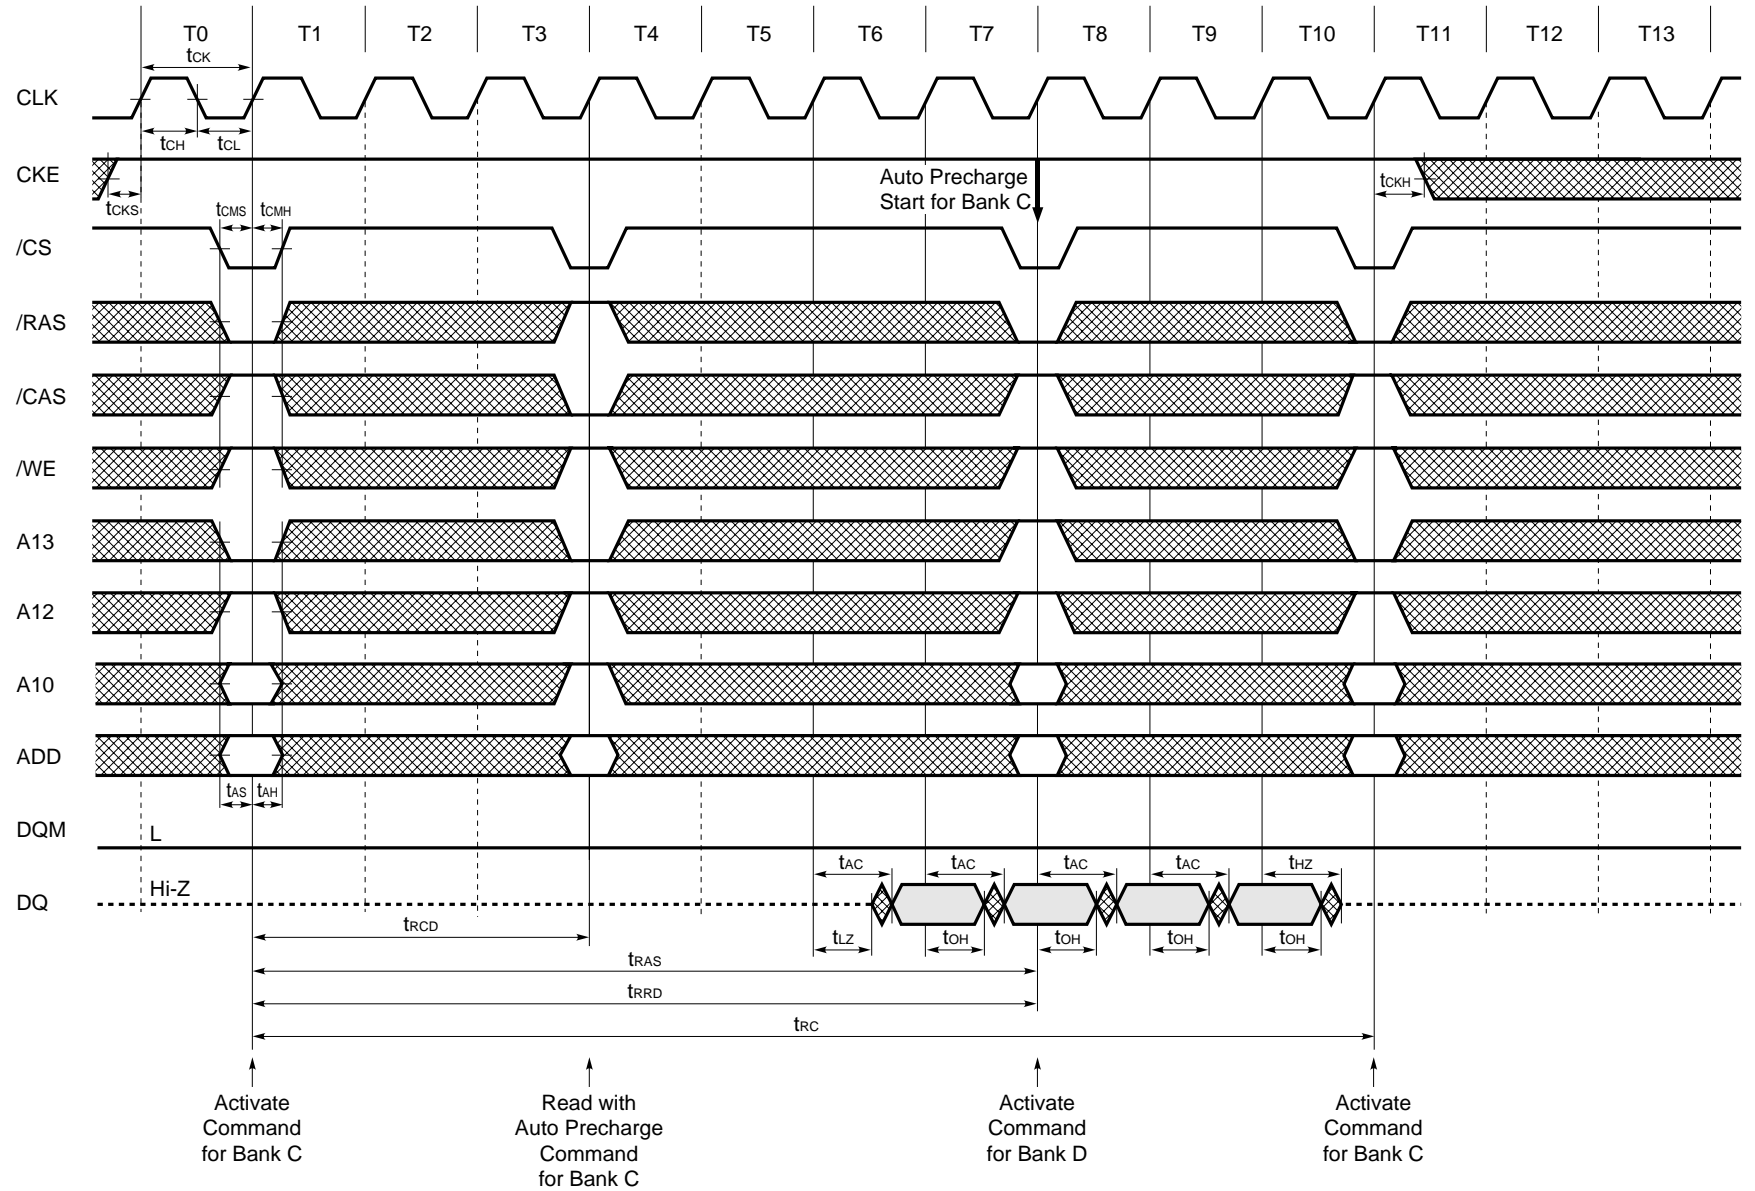 T0 T1 T2 T3 T4 T5 T6 T7 T8 T9 T10 T11 T12 T13
tCK
CLK
tCH tCL
CKE
Auto Precharge
Start for Bank C
tCKH
tCKS tCMS tCMH
/CS
/RAS
/CAS
/WE
A13
A12
A10
ADD
tAS tAH
DQM L
tAC tAC tAC tAC tHZ
DQ Hi-Z
tRCD tLZ tOH tOH tOH tOH
tRAS
tRRD
tRC
Activate
Command
for Bank C
Read with
Auto Precharge
Command
for Bank C
Activate
Command
for Bank D
Activate
Command
for Bank C